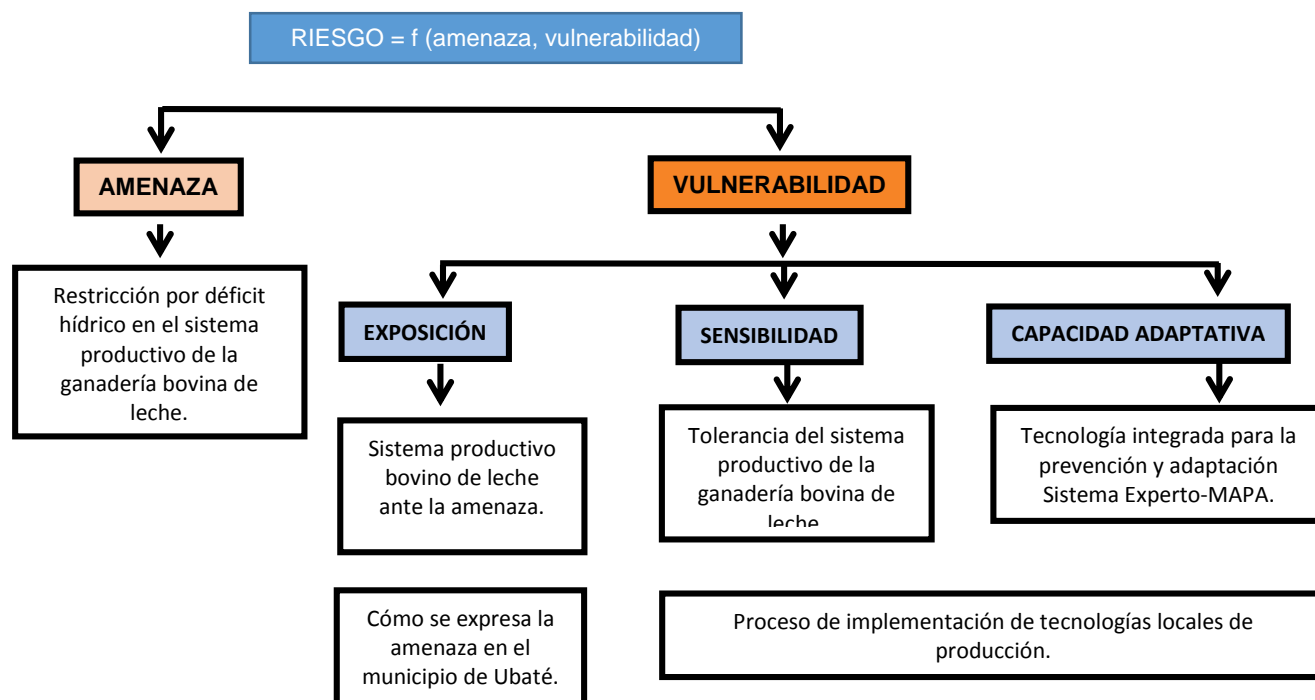 RIESGO = f (amenaza, vulnerabilidad)
AMENAZA
VULNERABILIDAD
Restricción por déficit
hídrico en el sistema
productivo de la
ganadería bovina de
leche.
EXPOSICIÓN
SENSIBILIDAD
CAPACIDAD ADAPTATIVA
Sistema productivo
bovino de leche
ante la amenaza.
Tolerancia del sistema
productivo de la
ganadería bovina de
leche
Tecnología integrada para la
prevención y adaptación
Sistema Experto-MAPA.
Cómo se expresa la
amenaza en el
municipio de Ubaté.
Proceso de implementación de tecnologías locales de
producción.